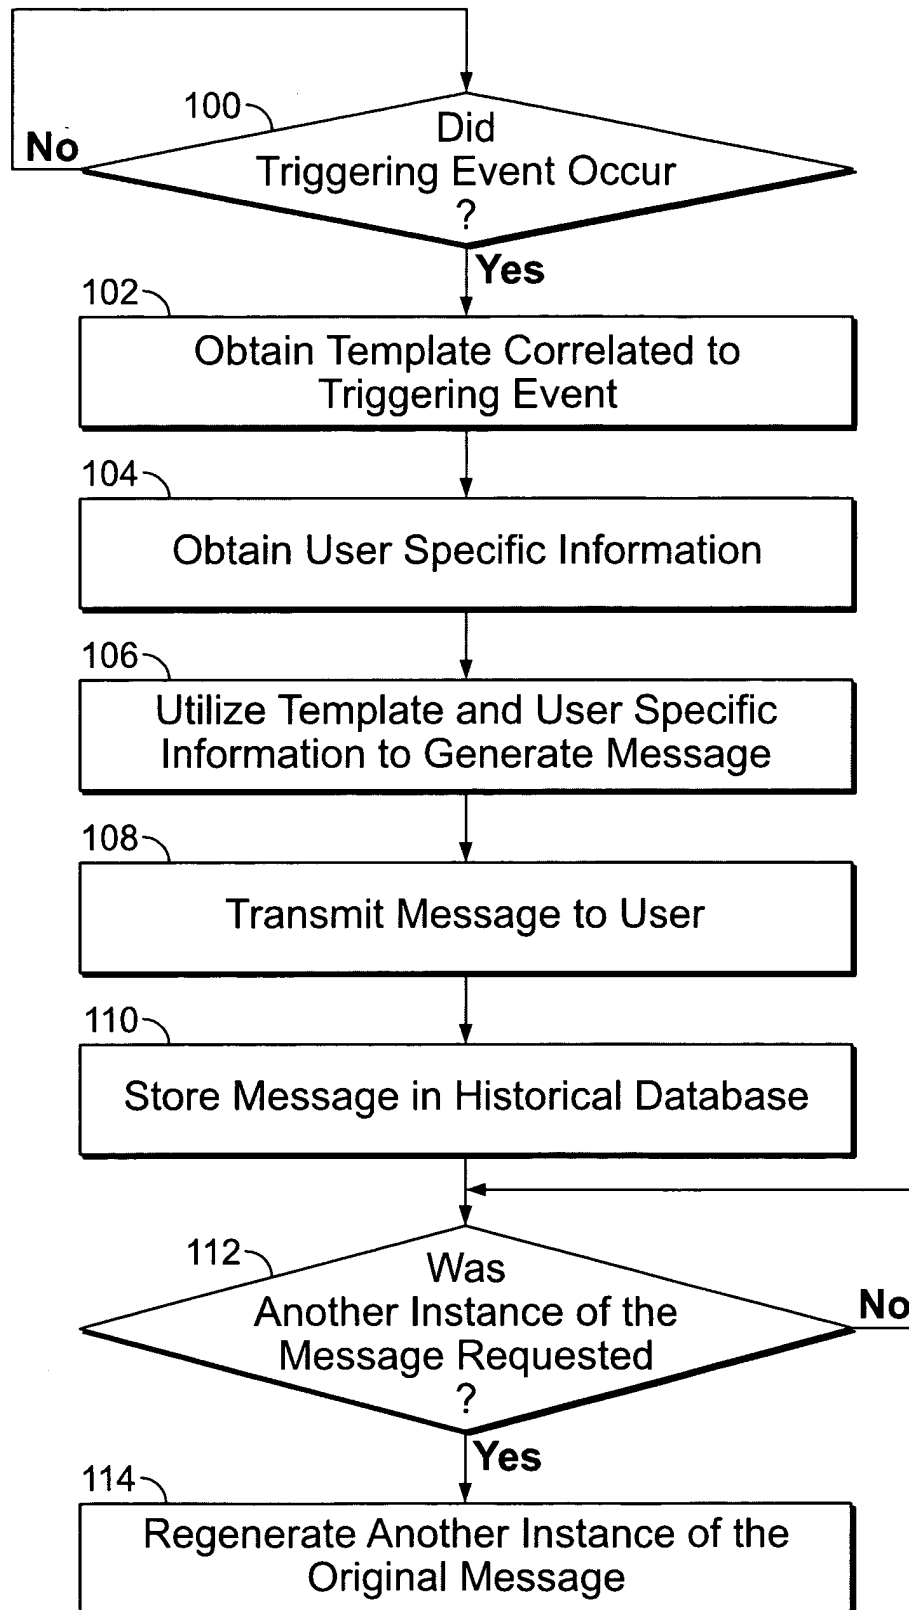 100
No
Did
Triggering Event Occur
?
Yes
102
Obtain Template Correlated to
Triggering Event
104
Obtain User Specific Information
106
Utilize Template and User Specific
Information to Generate Message
108
Transmit Message to User
110
Store Message in Historical Database
112
Was
Another Instance of the
Message Requested
?
No
Yes
114
Regenerate Another Instance of the
Original Message